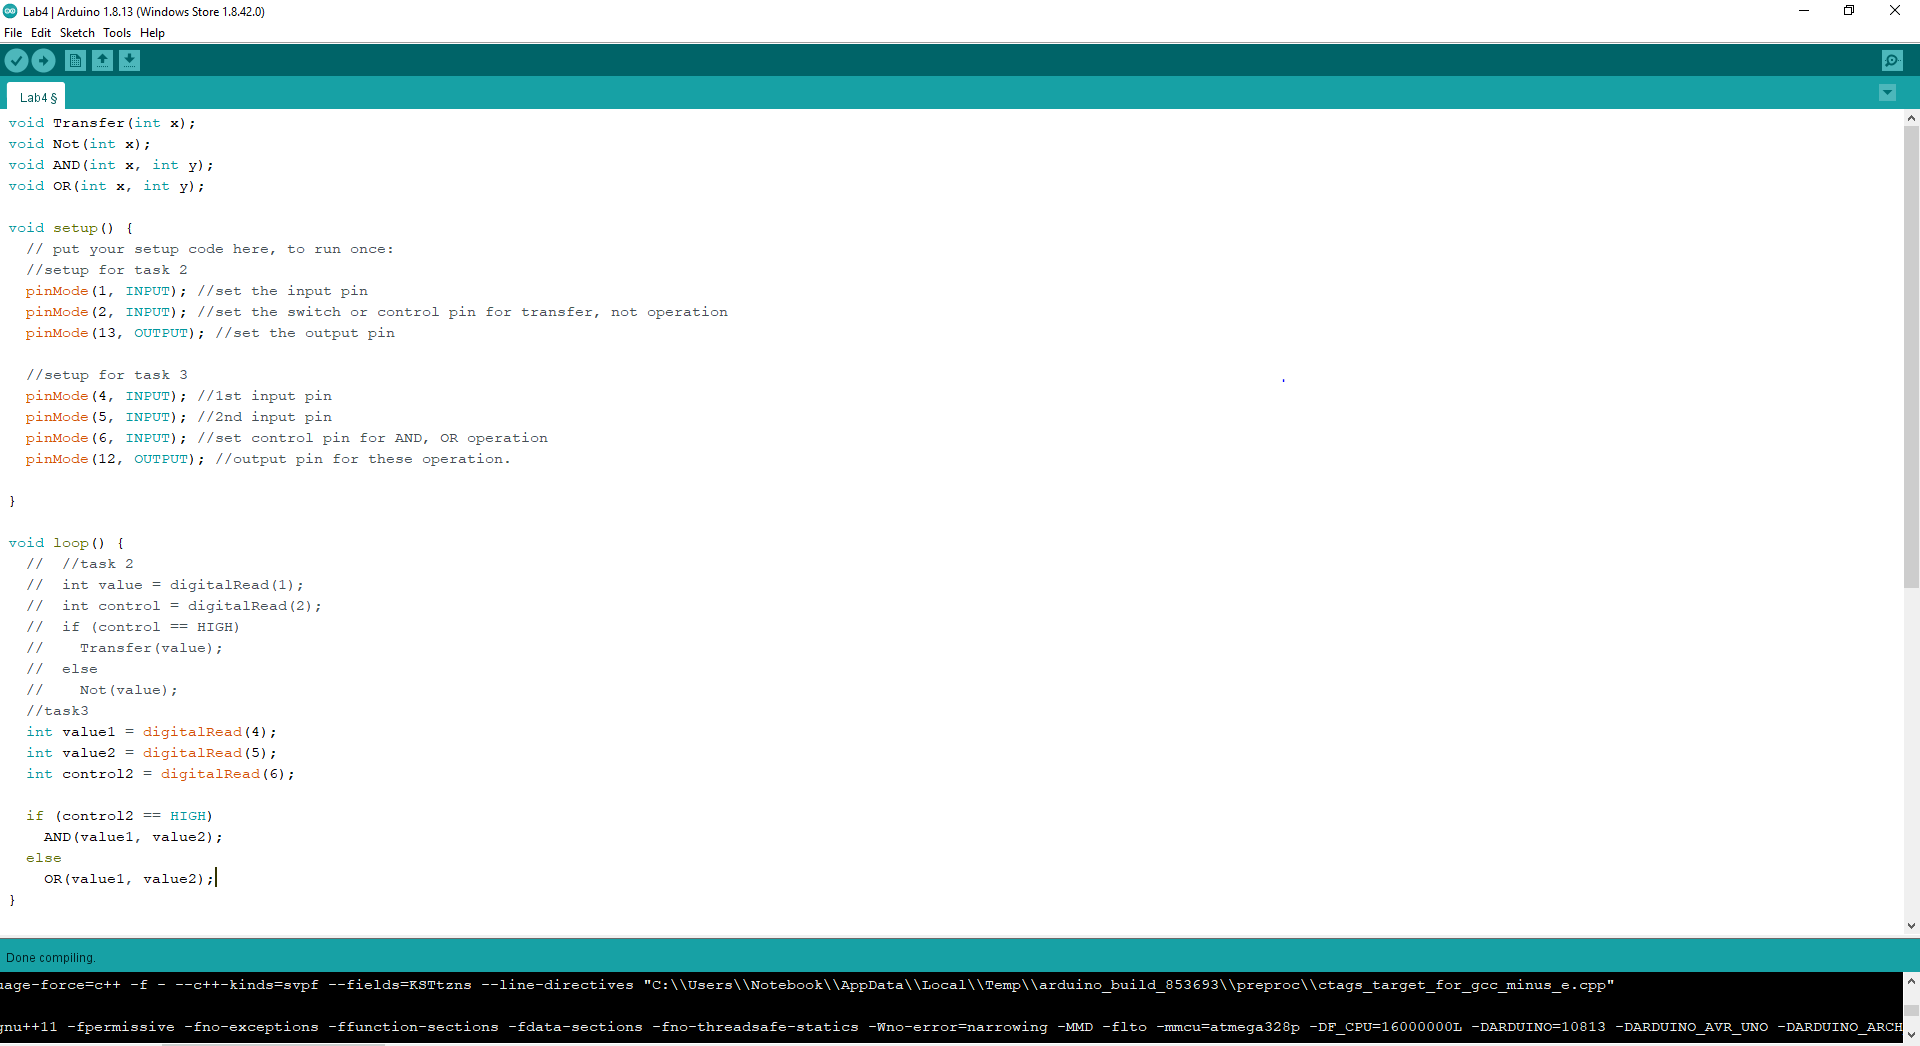 Lab4 | Arduino 1.8.13 (Windows Store 1.8.42.0)
File Edit Sketch Tools Help
Lab4 §
void Transfer(int x);
void Not(int x);
void AND(int x, int y);
void OR(int x, int y);
void setup() {
// put your setup code here, to run once:
//setup for task 2
pinMode(1, INPUT); //set the input pin
pinMode(2, INPUT); //set the switch or control pin for transfer, not operation
pinMode(13, OUTPUT); //set the output pin
//setup for task 3
pinMode(4, INPUT); //1st input pin
pinMode(5, INPUT); //2nd input pin
pinMode(6, INPUT); //set control pin for AND, OR operation
pinMode(12, OUTPUT); //output pin for these operation.
}
void loop() {
//  //task 2
//  int value = digitalRead(1);
//  int control = digitalRead(2);
//  if (control == HIGH)
//    Transfer(value);
//  else
//    Not(value);
//task3
int value1 = digitalRead(4);
int value2 = digitalRead(5);
int control2 = digitalRead(6);
if (control2 == HIGH)
AND(value1, value2);
else
OR(value1, value2);
}
Done compiling.
uage-force=c++ -f - --c++-kinds=svpf --fields=KSTtzns --line-directives "C:\\Users\\Notebook\\AppData\\Local\\Temp\\arduino_build_853693\\preproc\\ctags_target_for_gcc_minus_e.cpp"
gnu++11 -fpermissive -fno-exceptions -ffunction-sections -fdata-sections -fno-threadsafe-statics -Wno-error=narrowing -MMD -flto -mmcu=atmega328p -DF_CPU=16000000L -DARDUINO=10813 -DARDUINO_AVR_UNO -DARDUINO_ARCH